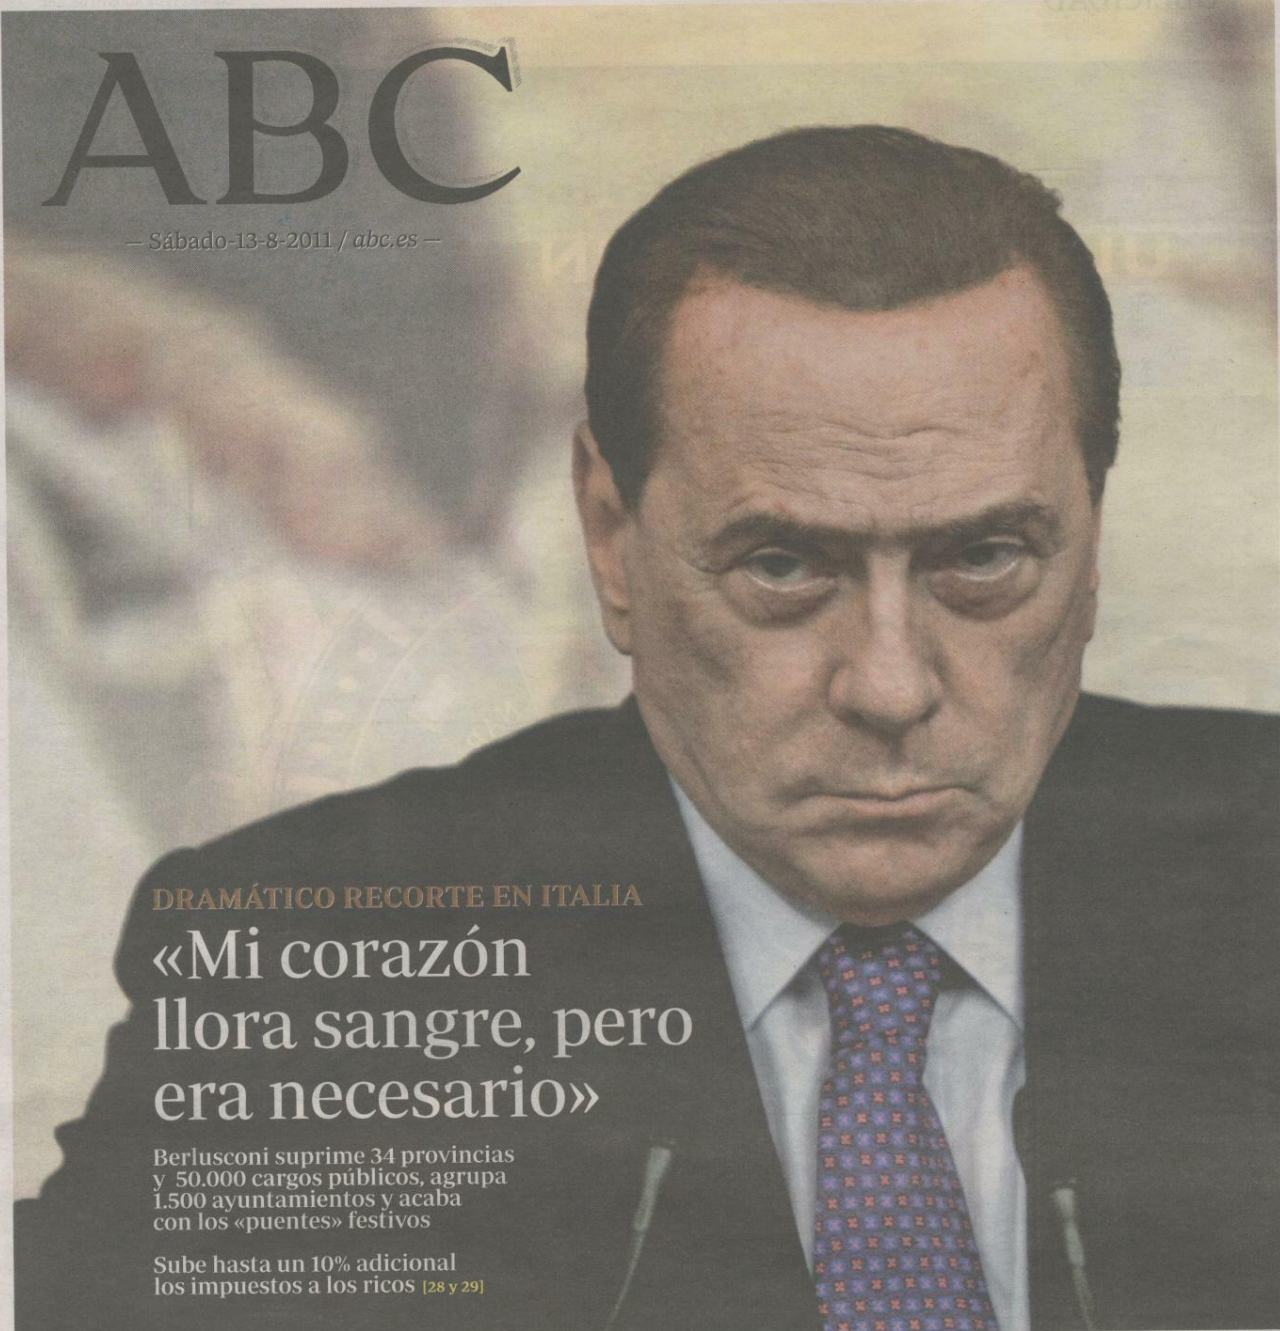 ABC
— Sábado-13-8-2011 / abc.es —
DRAMÁTICO RECORTE EN ITALIA
«Mi corazón
llora sangre, pero
era necesario»
Berlusconi suprime 34 provincias
y 50.000 cargos públicos, agrupa
1.500 ayuntamientos y acaba
con los «puentes» festivos
Sube hasta un 10% adicional
los impuestos a los ricos [28 y 29]